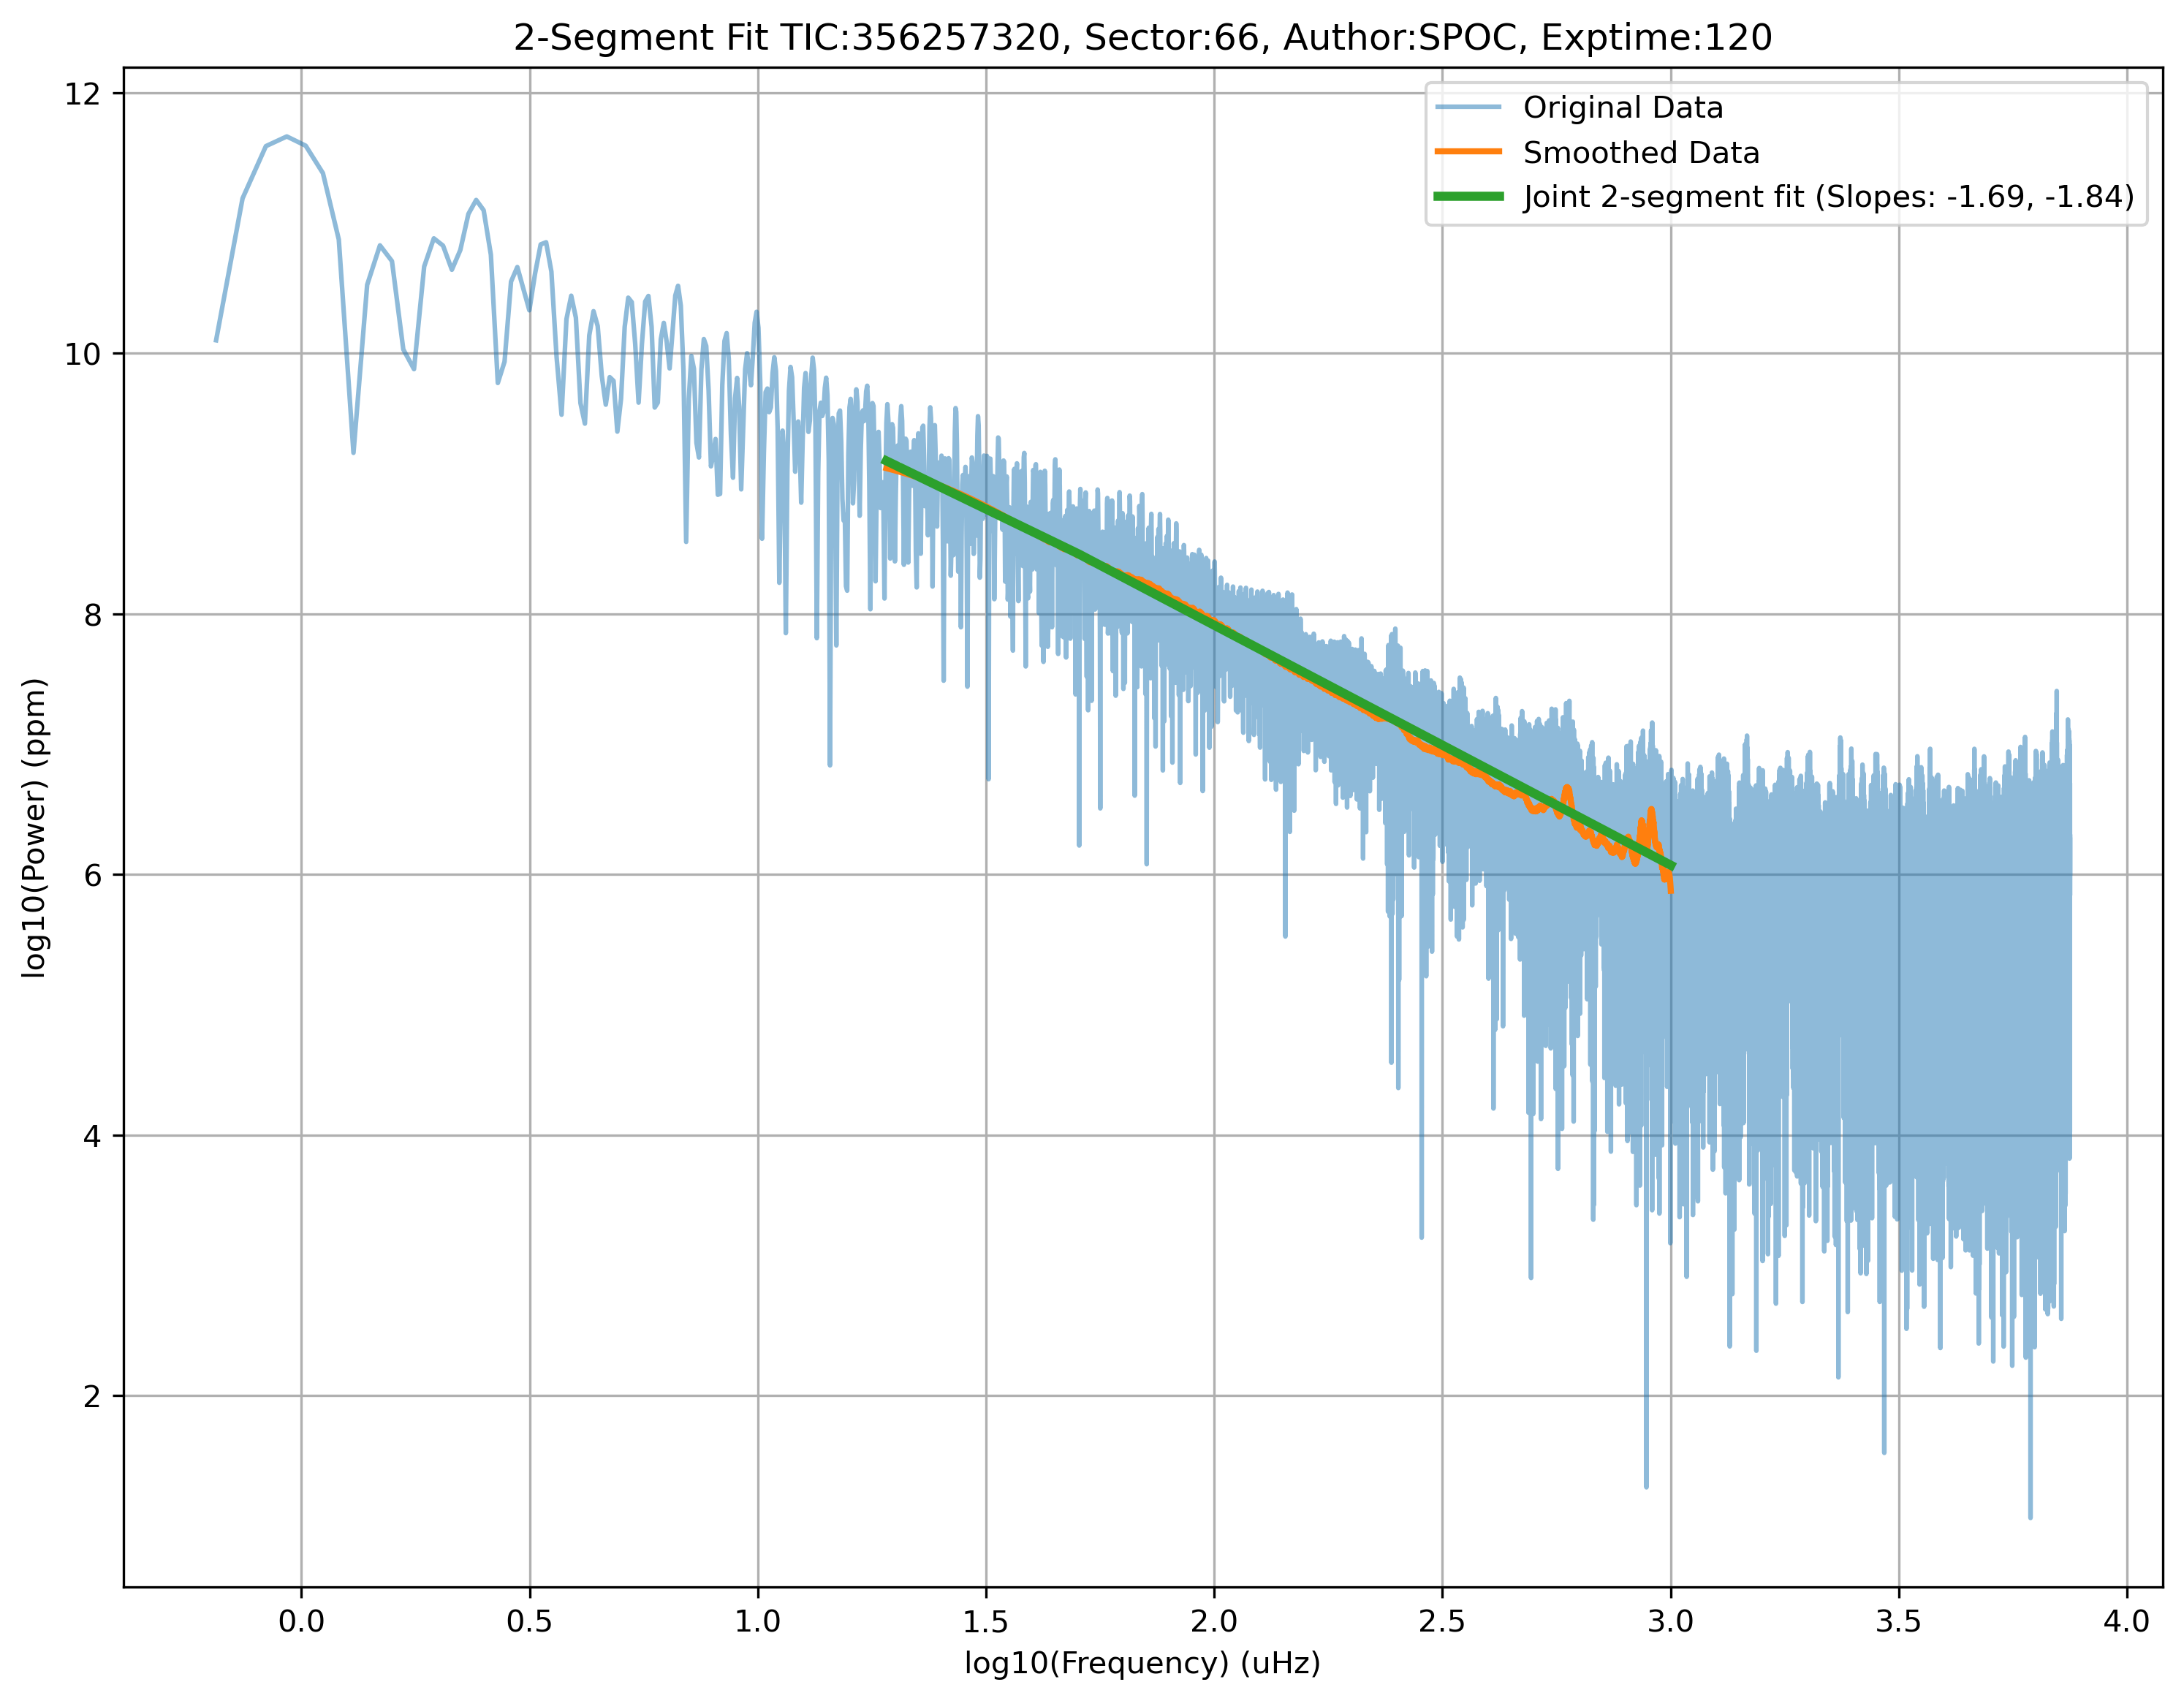 2-Segment Fit TIC:356257320, Sector:66, Author:SPOC, Exptime:120
Original Data
Smoothed Data
Joint 2-segment fit (Slopes: -1.69, -1.84)
log10(Power) (ppm)
12
10
8
6
4
2
0.0 0.5 1.0 1.5 2.0 2.5 3.0 3.5 4.0
log10(Frequency) (uHz)